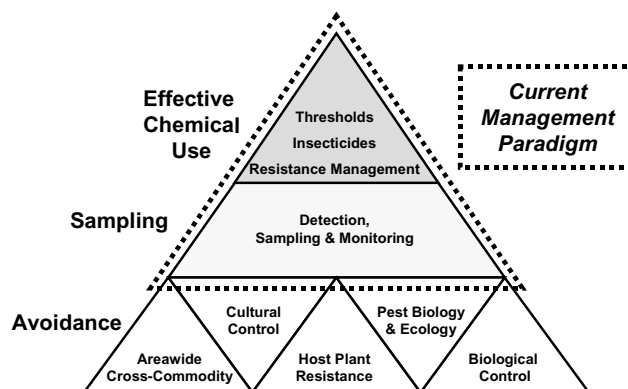 Effective
Chemical
Use
Thresholds
Insecticides
Resistance Management
Current
Management
Paradigm
Sampling
Detection,
Sampling & Monitoring
Avoidance
Cultural
Control
Pest Biology
& Ecology
Areawide
Cross-Commodity
Host Plant
Resistance
Biological
Control